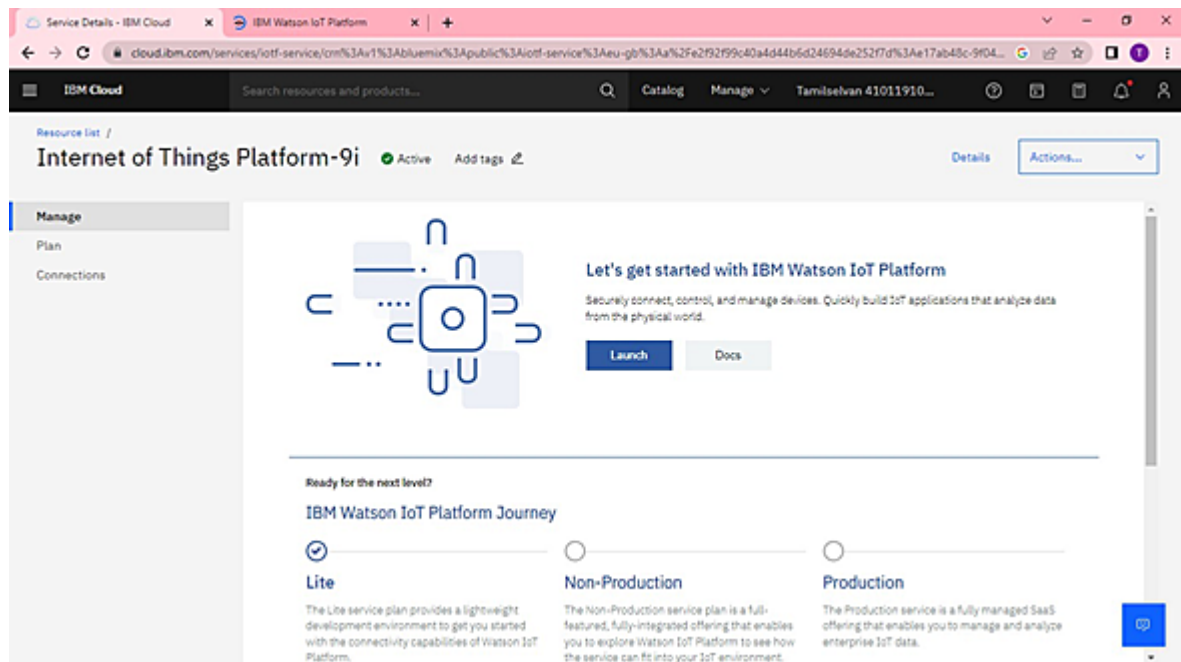 Service Details - IBM Cloud
IBM Watson IoT Platform
cloud.ibm.com/services/iotf-service/crn%3Av1%3Abluemix%3Apublic%3Aiotf-service%3Aeu-gb%3Aa%2Fe2f92f99c40a4d44b6d24694de252f7d%3Ae17ab48c-9f04...
IBM Cloud
Search resources and products...
Catalog
Manage
Tamilselvan 41011910...
Resource list /
Internet of Things Platform-9i
Active
Add tags
Details
Actions...
Manage
Plan
Connections
Let's get started with IBM Watson IoT Platform
Securely connect, control, and manage devices. Quickly build IoT applications that analyze data
from the physical world.
Launch
Docs
Ready for the next level?
IBM Watson IoT Platform Journey
Lite
The Lite service plan provides a lightweight
development environment to get you started
with the connectivity capabilities of Watson IoT
Platform.
Non-Production
The Non-Production service plan is a full-
featured, fully-integrated offering that enables
you to explore Watson IoT Platform to see how
the service can fit into your IoT environment.
Production
The Production service is a fully managed SaaS
offering that enables you to manage and analyze
enterprise IoT data.